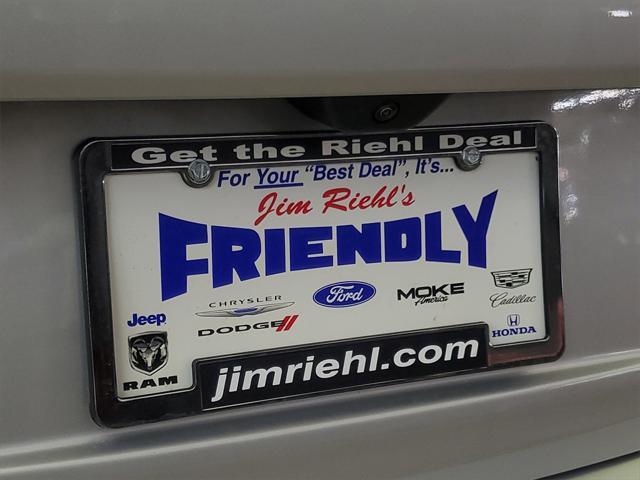 Get the Riehl Deal
For Your "Best Deal", It's...
Jim Riehl's
FRIENDLY
CHRYSLER
Ford
MOKE
America
Cadillac
Jeep
DODGE
HONDA
RAM
jimriehl.com